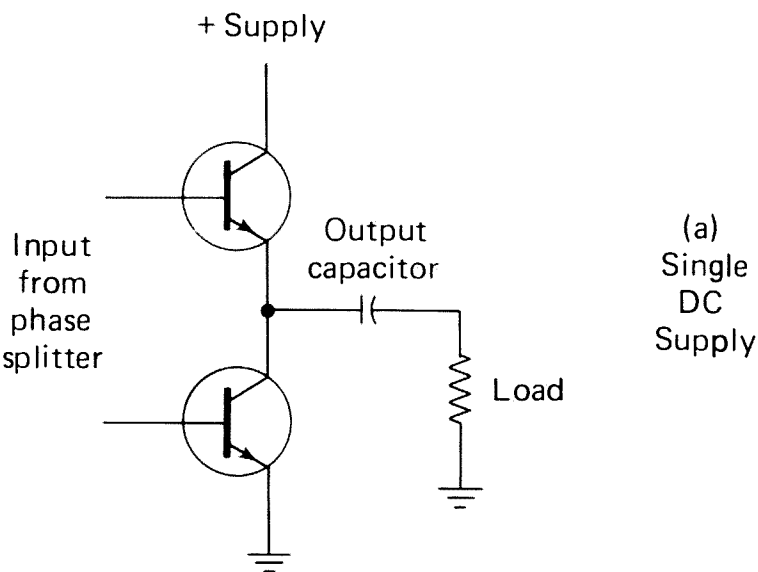 + Supply
Input
from
phase
splitter
Output
capacitor
Load
(a)
Single
DC
Supply